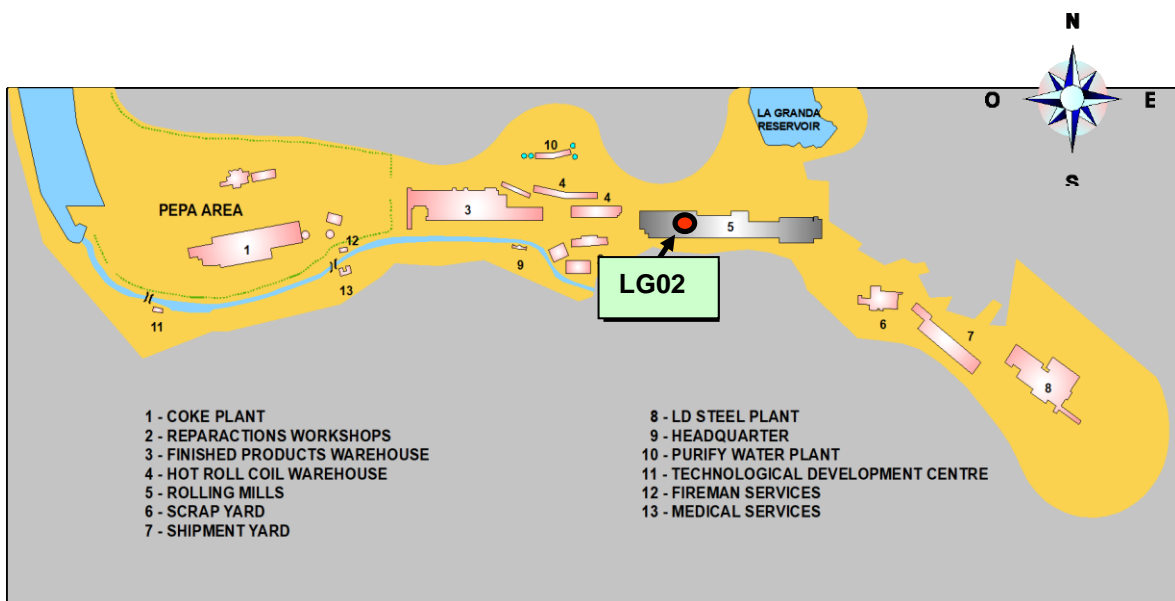 N
O
E
S
LA GRANDA
RESERVOIR
10
4
4
PEPA AREA
3
5
1
12
9
LG02
13
11
6
7
8
1 - COKE PLANT
2 - REPARACTIONS WORKSHOPS
3 - FINISHED PRODUCTS WAREHOUSE
4 - HOT ROLL COIL WAREHOUSE
5 - ROLLING MILLS
6 - SCRAP YARD
7 - SHIPMENT YARD
8 - LD STEEL PLANT
9 - HEADQUARTER
10 - PURIFY WATER PLANT
11 - TECHNOLOGICAL DEVELOPMENT CENTRE
12 - FIREMAN SERVICES
13 - MEDICAL SERVICES